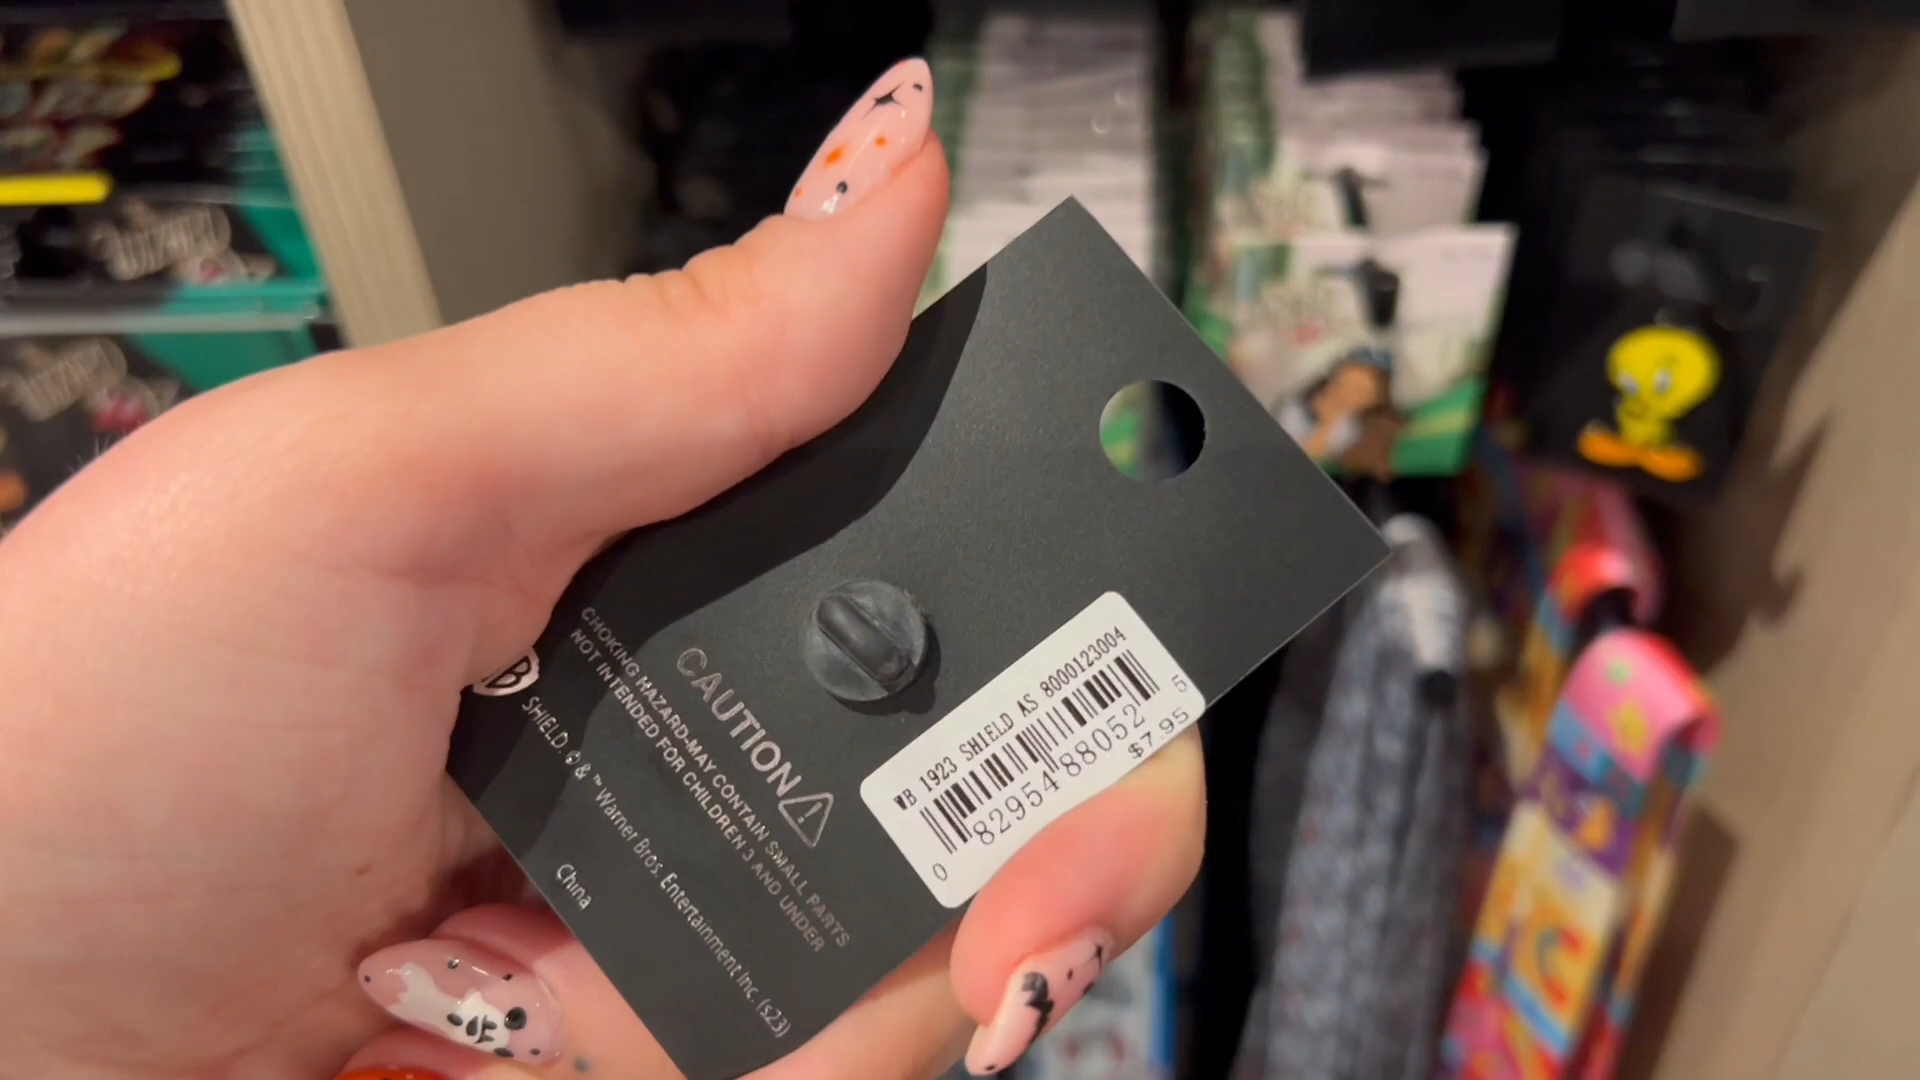 WB 1923 SHIELD AS 8000123004
0 82954 88052 5
$7.95
CAUTION
CHOKING HAZARD-MAY CONTAIN SMALL PARTS
NOT INTENDED FOR CHILDREN 3 AND UNDER
SHIELD: © & ™ Warner Bros. Entertainment Inc. (s23)
China